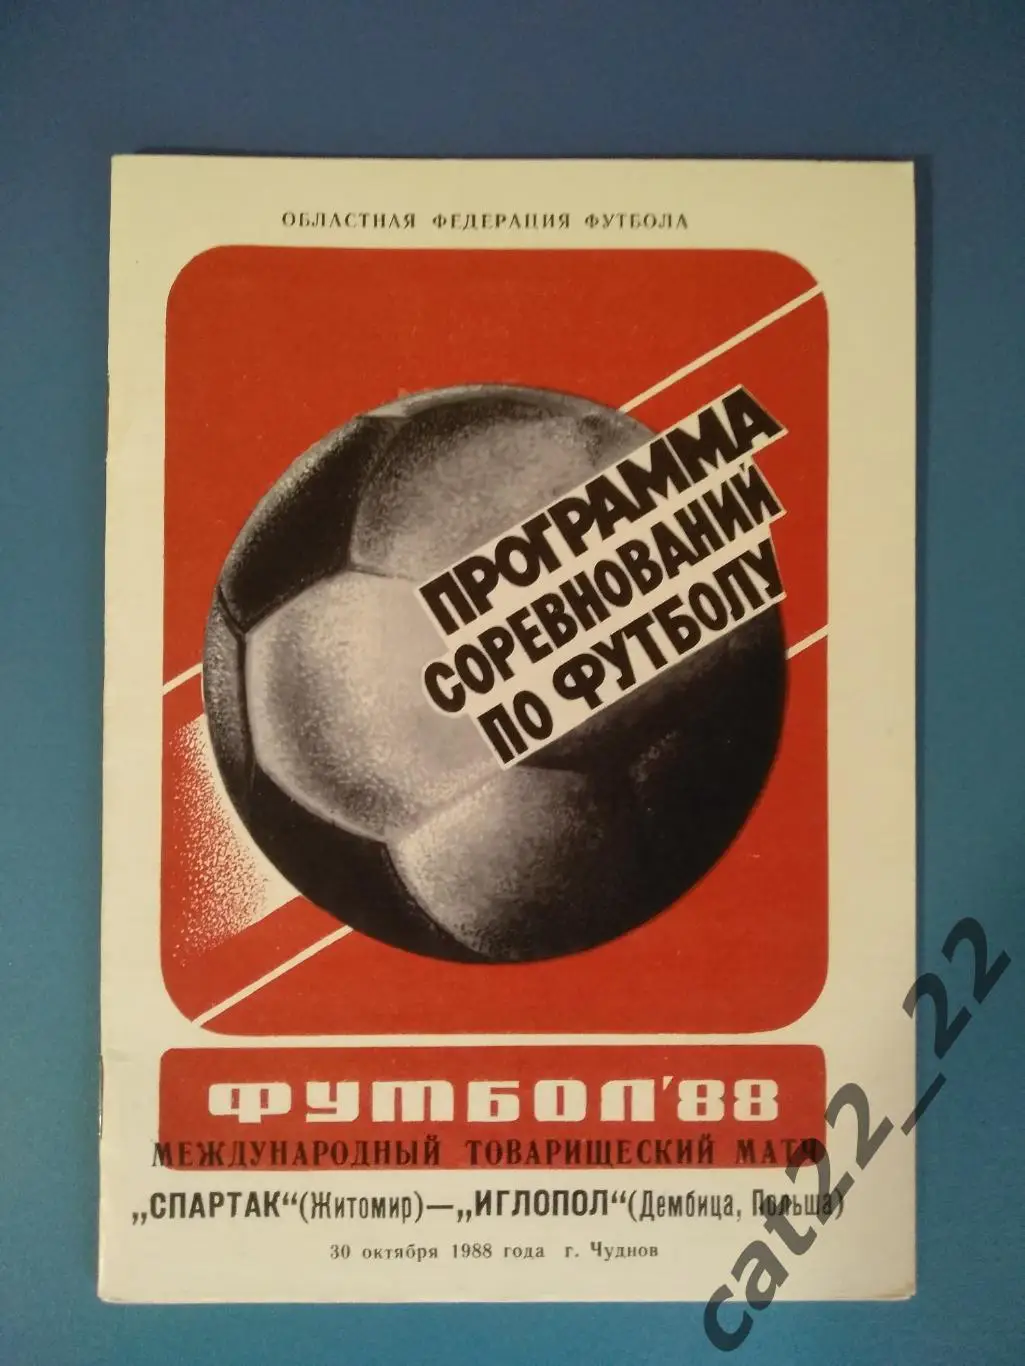 ОБЛАСТНАЯ ФЕДЕРАЦИЯ ФУТБОЛА
ПРОГРАММА
СОРЕВНОВАНИЙ
ПО ФУТБОЛУ
ФУТБОЛ'88
МЕЖДУНАРОДНЫЙ ТОВАРИЩЕСКИЙ МАТЧ
„СПАРТАК“ (Житомир) — „ИГЛОПОЛ“ (Дембица, Польша)
30 октября 1988 года г. Чуднов
cat22_22